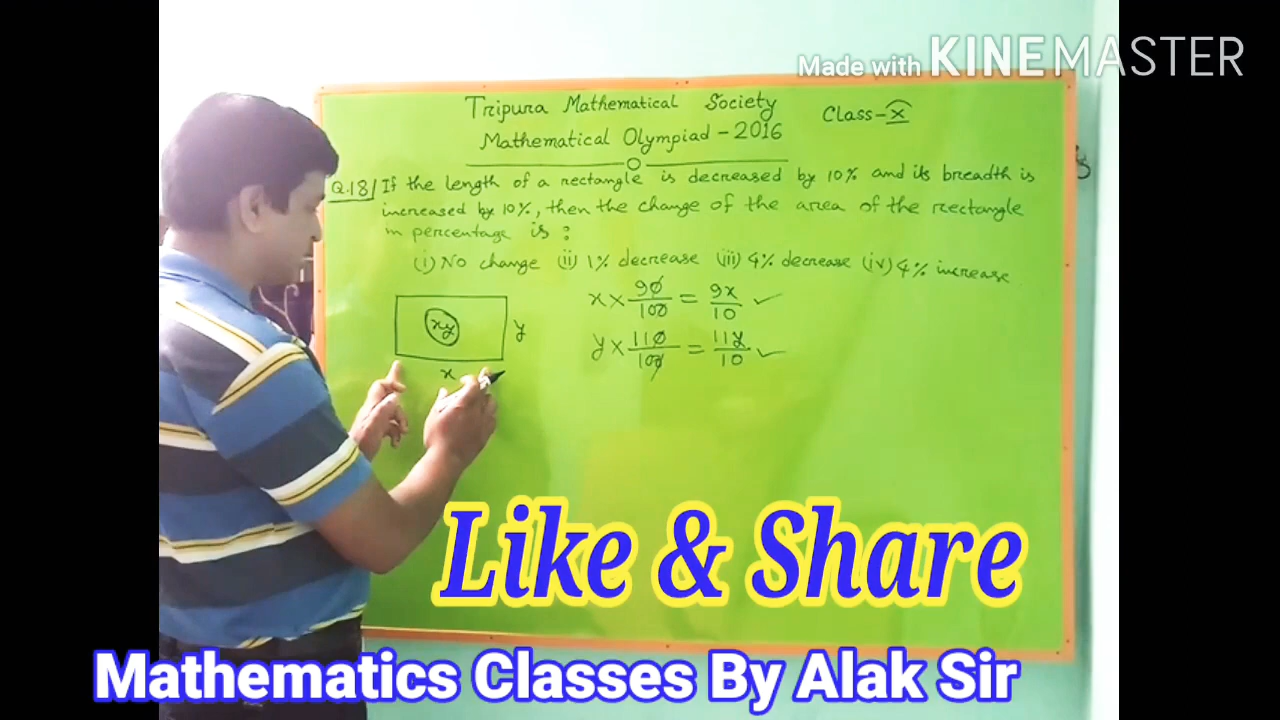 Made with KINEMASTER
Tripura Mathematical Society
Class-X
Mathematical Olympiad - 2016
Q.18) If the length of a rectangle is decreased by 10% and its breadth is
increased by 10%, then the change of the area of the rectangle
in percentage is :
(i) No change (ii) 1% decrease (iii) 4% decrease (iv) 4% increase
x × 90/100 = 9x/10 ✓
xy
y
y × 110/100 = 11y/10 ✓
x
Like & Share
Mathematics Classes By Alak Sir